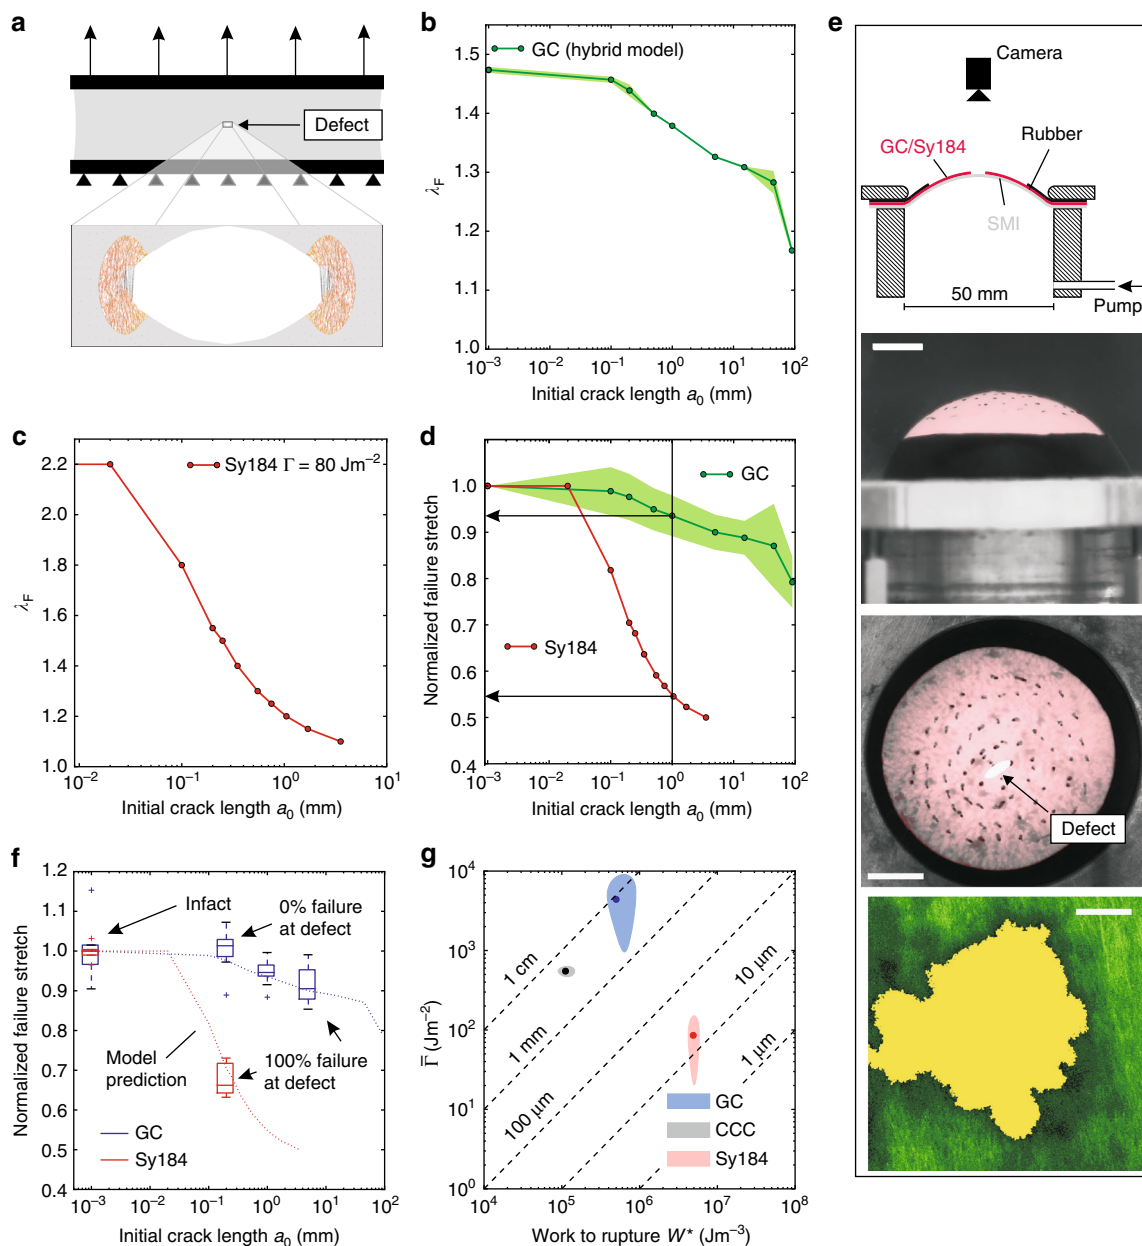 a
Defect
b
GC (hybrid model)
1.5
1.4
1.3
1.2
1.1
1.0
λF
10−3
10−2
10−1
100
101
102
Initial crack length a0 (mm)
c
Sy184 Γ = 80 Jm−2
2.2
2.0
1.8
1.6
1.4
1.2
1.0
λF
10−2
10−1
100
101
Initial crack length a0 (mm)
d
GC
Sy184
1.0
0.9
0.8
0.7
0.6
0.5
0.4
Normalized failure stretch
10−3
10−2
10−1
100
101
102
Initial crack length a0 (mm)
e
Camera
GC/Sy184
Rubber
SMI
50 mm
Pump
Defect
f
1.2
1.1
1.0
0.9
0.8
0.7
0.6
0.5
0.4
Normalized failure stretch
Infact
0% failure
at defect
Model
prediction
100% failure
at defect
GC
Sy184
10−3
10−2
10−1
100
101
102
Initial crack length a0 (mm)
g
104
103
102
101
100
Γ̄ (Jm−2)
1 cm
1 mm
100 μm
10 μm
1 μm
GC
CCC
Sy184
104
105
106
107
108
Work to rupture W* (Jm−3)